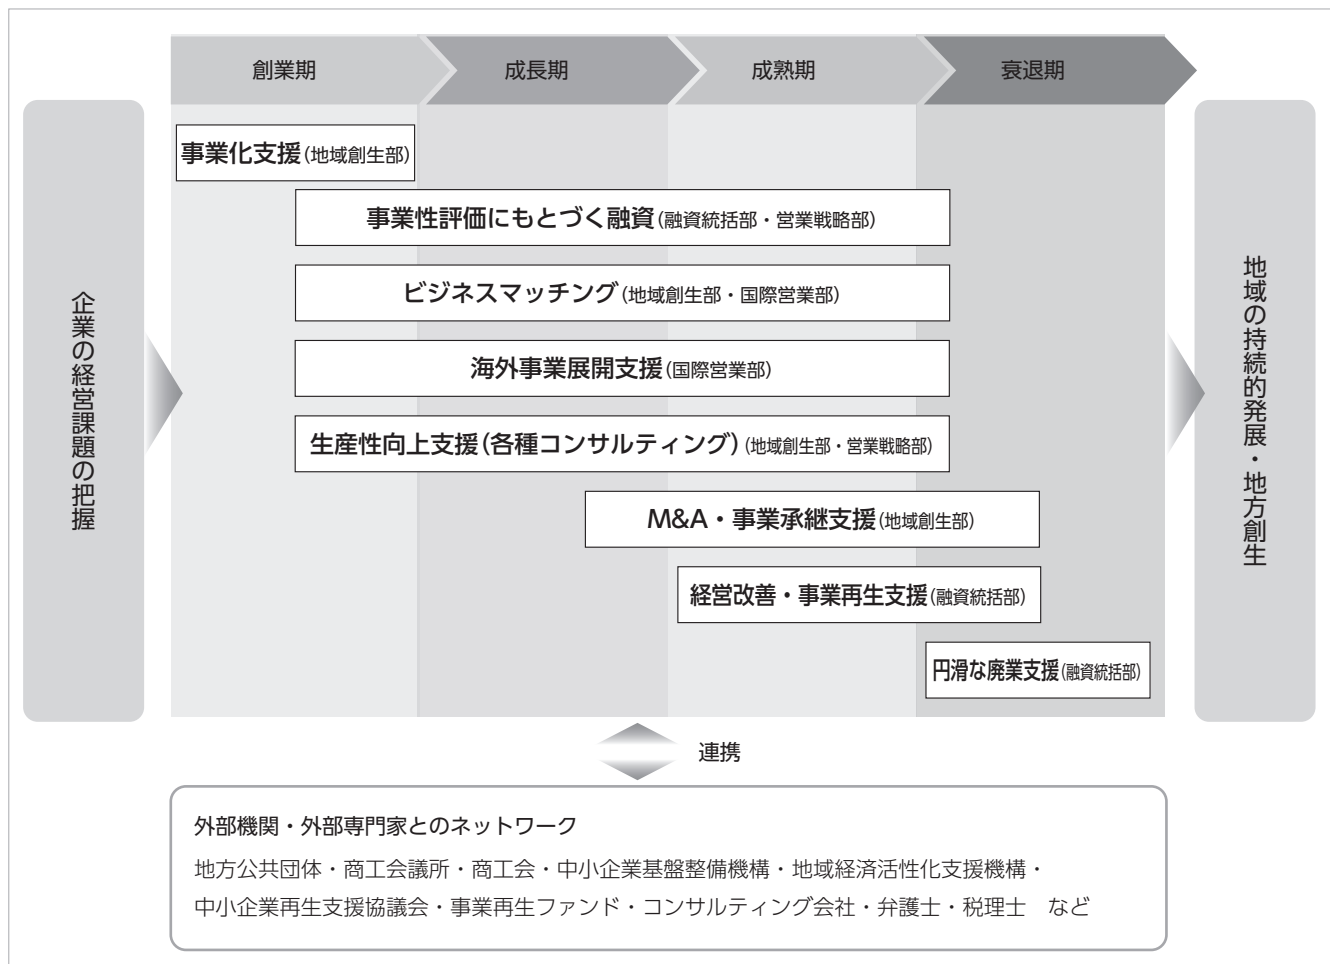 創業期
成長期
成熟期
衰退期
企業の経営課題の把握
事業化支援(地域創生部)
事業性評価にもとづく融資(融資統括部・営業戦略部)
ビジネスマッチング(地域創生部・国際営業部)
海外事業展開支援(国際営業部)
生産性向上支援(各種コンサルティング)(地域創生部・営業戦略部)
M&A・事業承継支援(地域創生部)
経営改善・事業再生支援(融資統括部)
円滑な廃業支援(融資統括部)
地域の持続的発展・地方創生
連携
外部機関・外部専門家とのネットワーク
地方公共団体・商工会議所・商工会・中小企業基盤整備機構・地域経済活性化支援機構・
中小企業再生支援協議会・事業再生ファンド・コンサルティング会社・弁護士・税理士　など